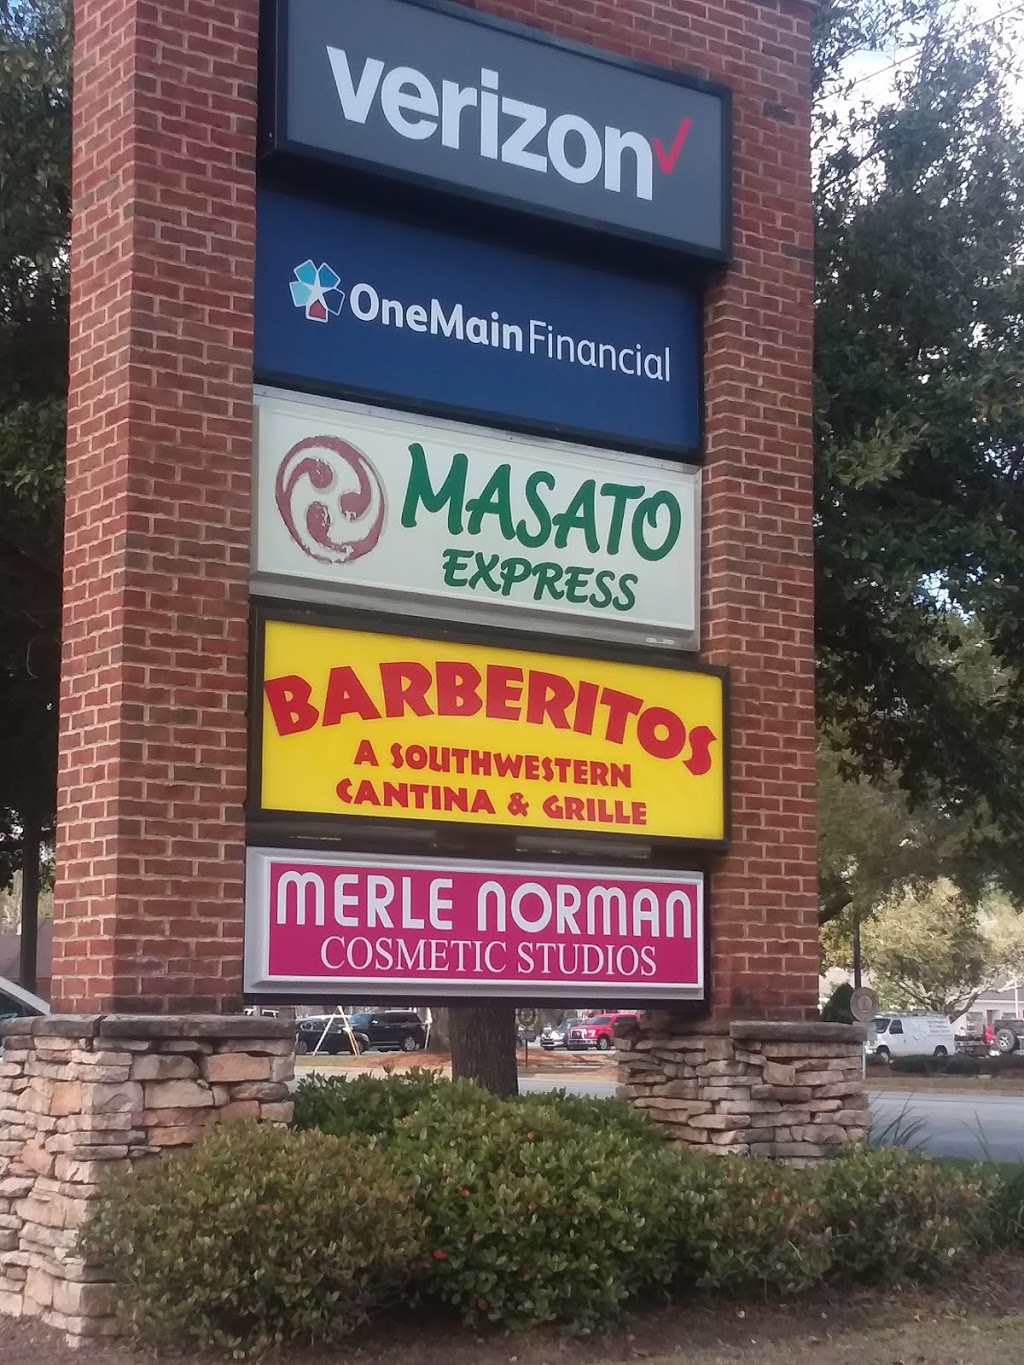 verizon
OneMain Financial
MASATO
EXPRESS
BARBERITOS
A SOUTHWESTERN
CANTINA & GRILLE
MERLE NORMAN
COSMETIC STUDIOS